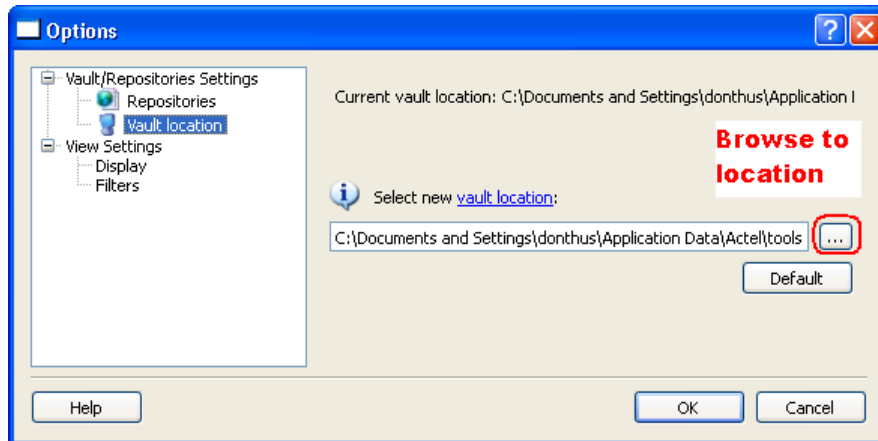 Options
Vault/Repositories Settings
Repositories
Vault location
View Settings
Display
Filters
Current vault location: C:\Documents and Settings\donthus\Application I
Browse to
location
Select new vault location:
C:\Documents and Settings\donthus\Application Data\Actel\tools
...
Default
Help
OK
Cancel